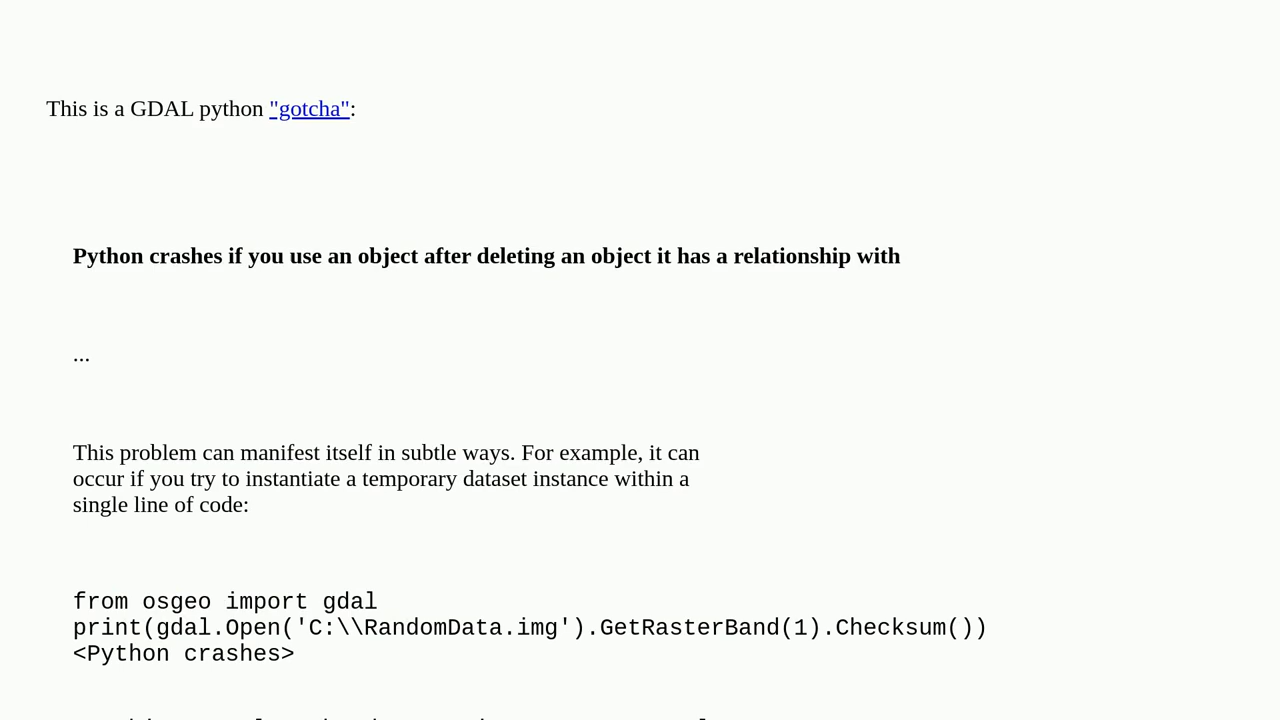 This is a GDAL python "gotcha":
Python crashes if you use an object after deleting an object it has a relationship with
...
This problem can manifest itself in subtle ways. For example, it can
occur if you try to instantiate a temporary dataset instance within a
single line of code:
from osgeo import gdal
print(gdal.Open('C:\\RandomData.img').GetRasterBand(1).Checksum())
<Python crashes>